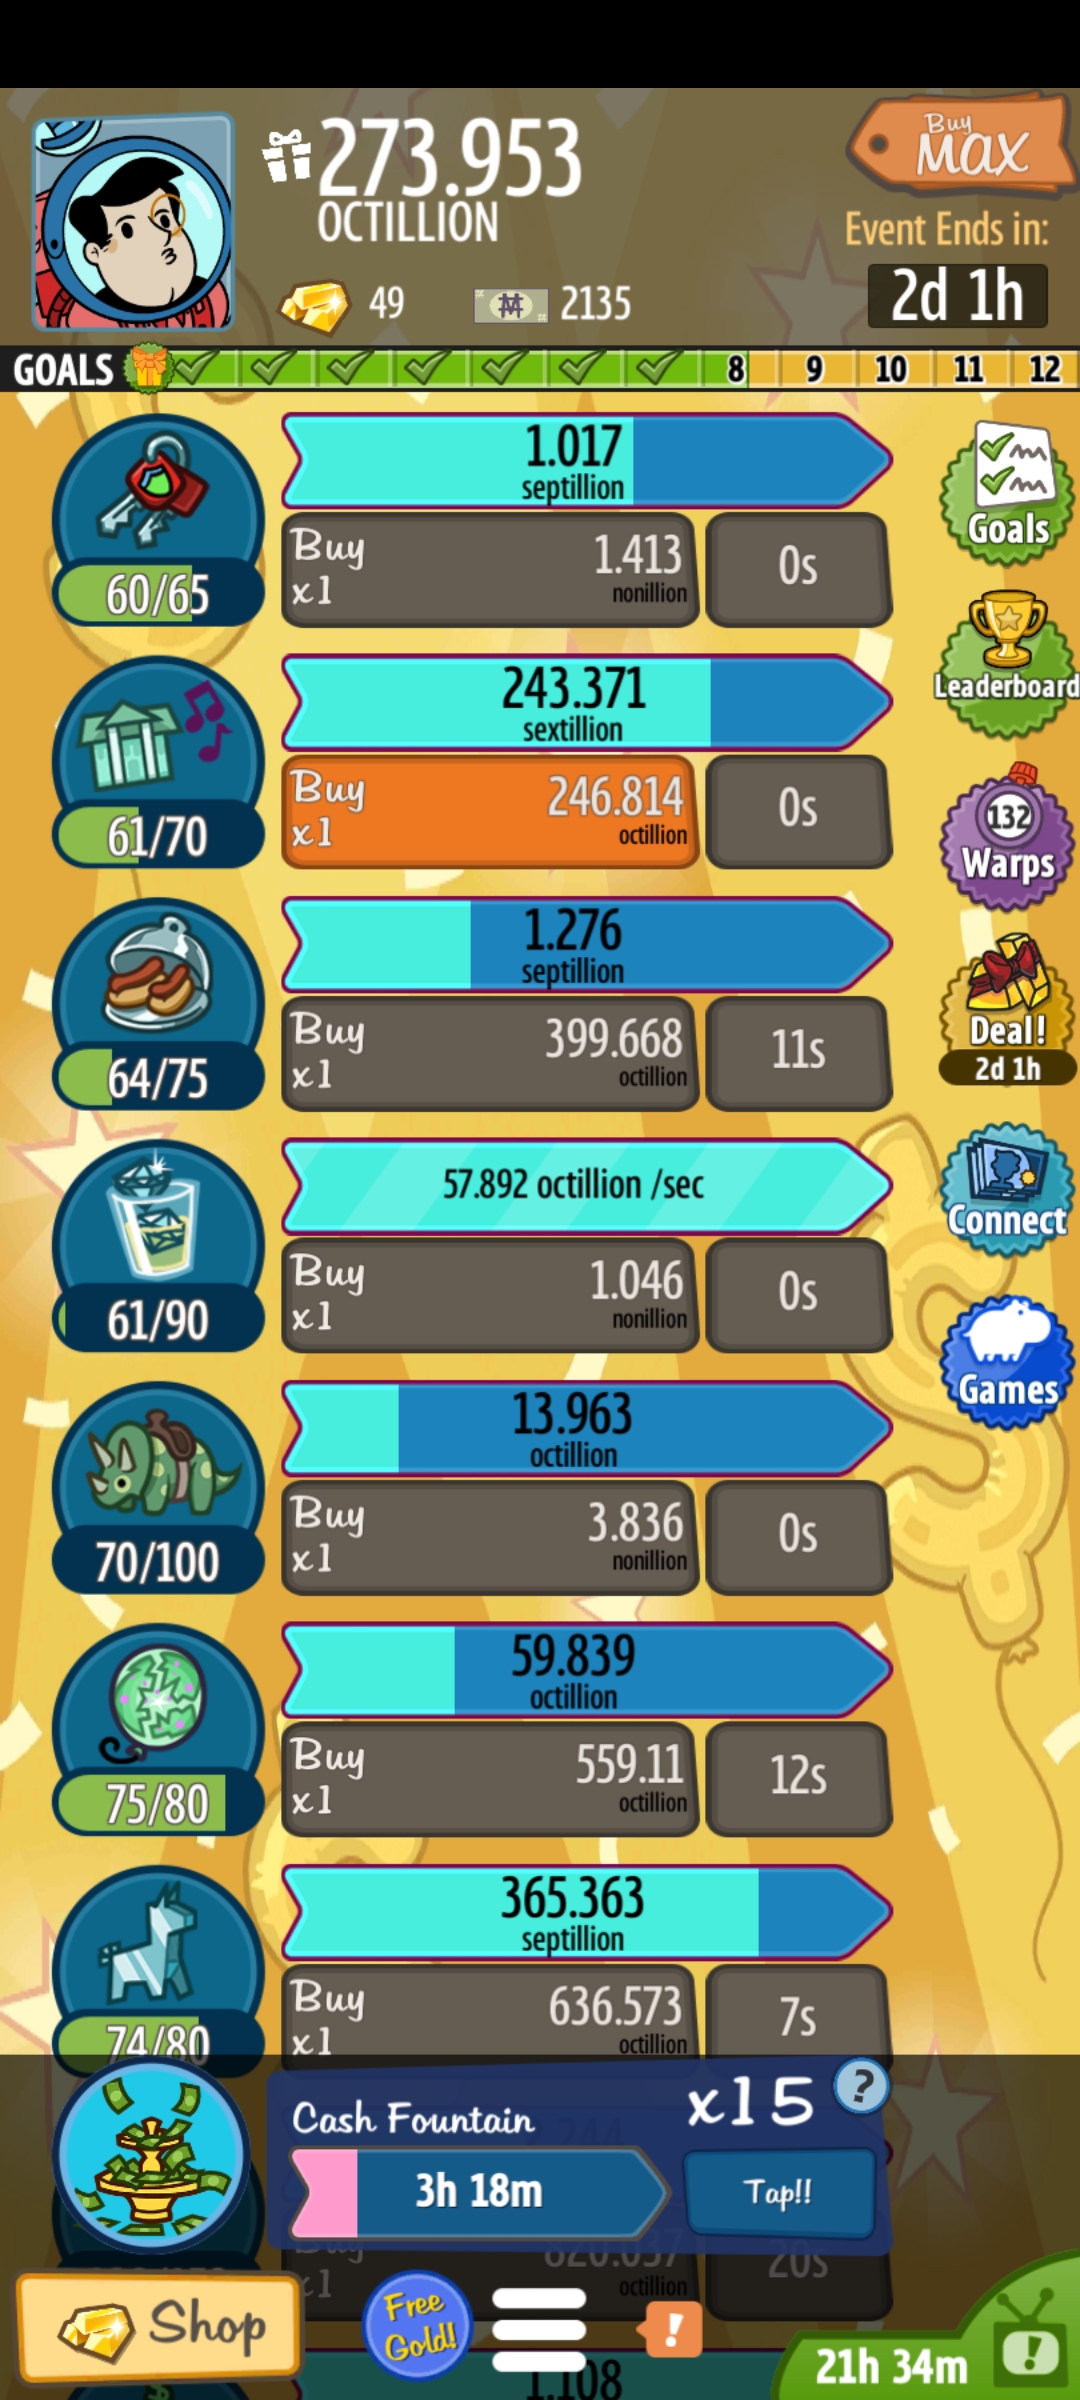 273.953
OCTILLION
49
2135
Buy
MAX
Event Ends in:
2d 1h
GOALS
8 9 10 11 12
1.017
septillion
60/65
Buy
x1
1.413
nonillion
0s
Goals
243.371
sextillion
61/70
Buy
x1
246.814
octillion
0s
Leaderboard
1.276
septillion
64/75
Buy
x1
399.668
octillion
11s
132
Warps
Deal!
2d 1h
57.892 octillion /sec
61/90
Buy
x1
1.046
nonillion
0s
Connect
Games
13.963
octillion
70/100
Buy
x1
3.836
nonillion
0s
59.839
octillion
75/80
Buy
x1
559.11
octillion
12s
365.363
septillion
74/80
Buy
x1
636.573
octillion
7s
Cash Fountain
x15
?
3h 18m
Tap!!
x1
820.037
octillion
20s
Shop
Free
Gold!
!
21h 34m
!
1.108